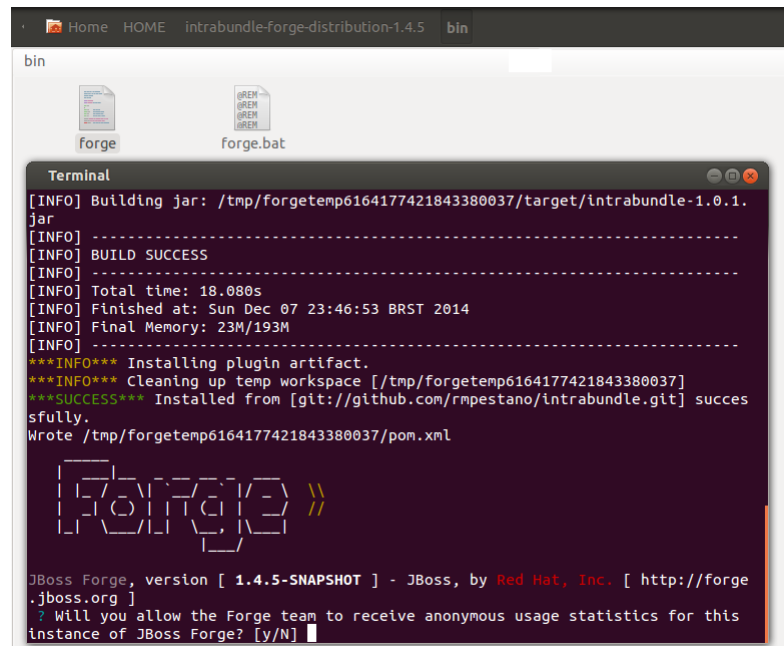 Home HOME intrabundle-forge-distribution-1.4.5 bin
bin
@REM
@REM
@REM
@REM
forge forge.bat
Terminal
[INFO] Building jar: /tmp/forgetemp6164177421843380037/target/intrabundle-1.0.1.
jar
[INFO] ------------------------------------------------------------------------
[INFO] BUILD SUCCESS
[INFO] ------------------------------------------------------------------------
[INFO] Total time: 18.080s
[INFO] Finished at: Sun Dec 07 23:46:53 BRST 2014
[INFO] Final Memory: 23M/193M
[INFO] ------------------------------------------------------------------------
***INFO*** Installing plugin artifact.
***INFO*** Cleaning up temp workspace [/tmp/forgetemp6164177421843380037]
***SUCCESS*** Installed from [git://github.com/rmpestano/intrabundle.git] succes
sfully.
Wrote /tmp/forgetemp6164177421843380037/pom.xml
Forge
JBoss Forge, version [ 1.4.5-SNAPSHOT ] - JBoss, by Red Hat, Inc. [ http://forge
.jboss.org ]
? Will you allow the Forge team to receive anonymous usage statistics for this
instance of JBoss Forge? [y/N]